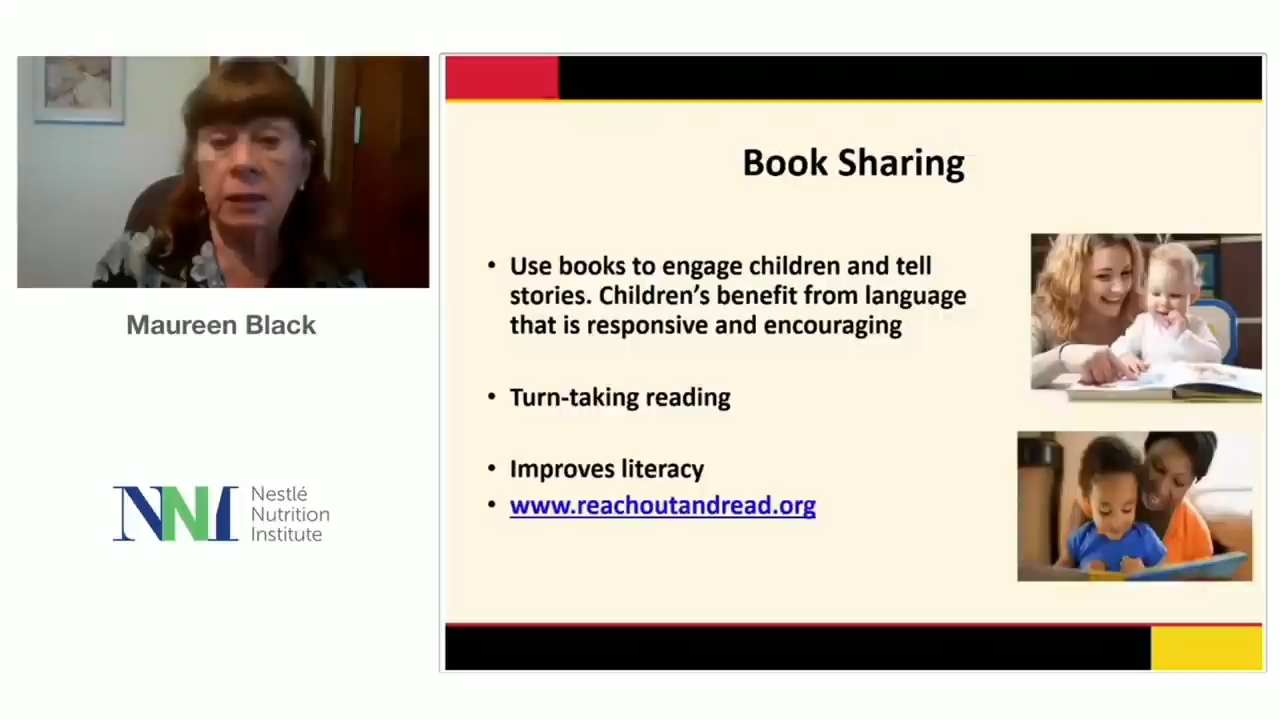 Maureen Black
NNI
Nestlé
Nutrition
Institute
Book Sharing
• Use books to engage children and tell
stories. Children’s benefit from language
that is responsive and encouraging
• Turn-taking reading
• Improves literacy
• www.reachoutandread.org